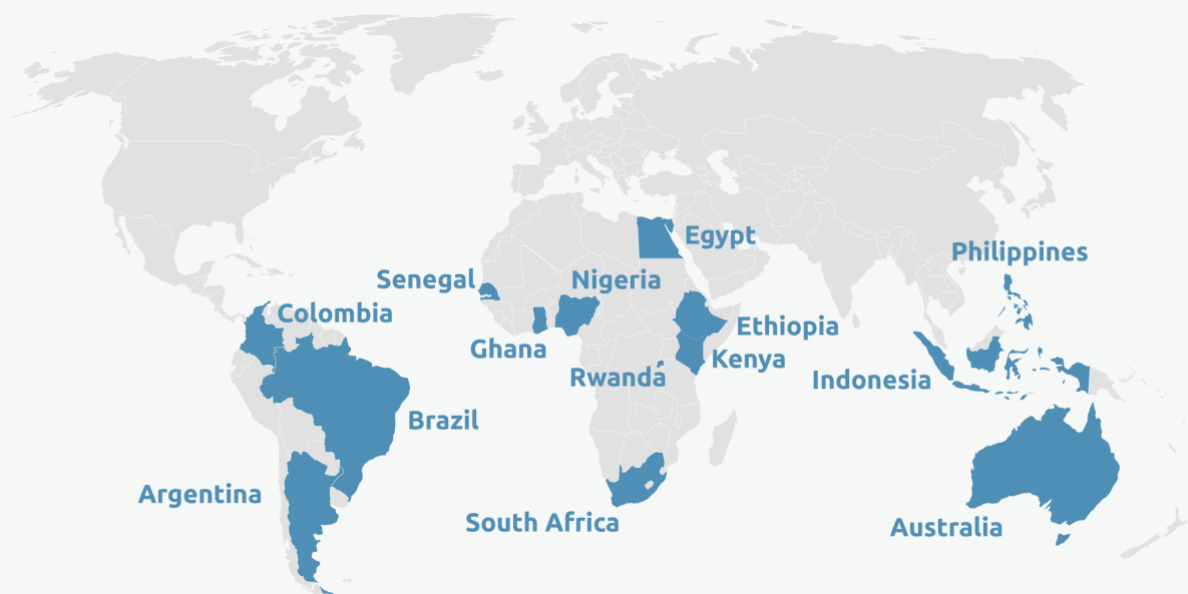 Egypt
Philippines
Senegal
Nigeria
Colombia
Ethiopia
Ghana
Kenya
Rwanda
Indonesia
Brazil
Argentina
South Africa
Australia